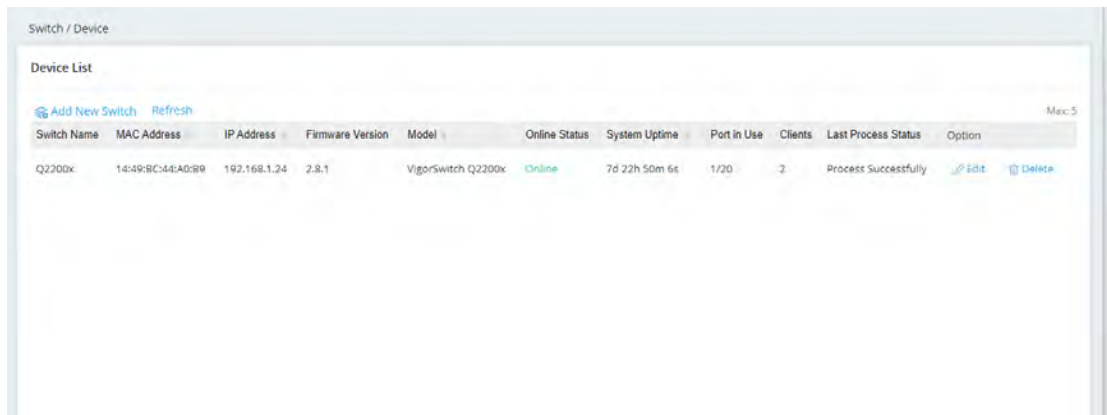 Switch / Device
Device List
Add New Switch Refresh Max: 5
Switch Name MAC Address IP Address Firmware Version Model Online Status System Uptime Port in Use Clients Last Process Status Option
Q2200x 14:49:BC:44:A0:B9 192.168.1.24 2.8.1 VigorSwitch Q2200x Online 7d 22h 50m 6s 1/20 2 Process Successfully Edit Delete